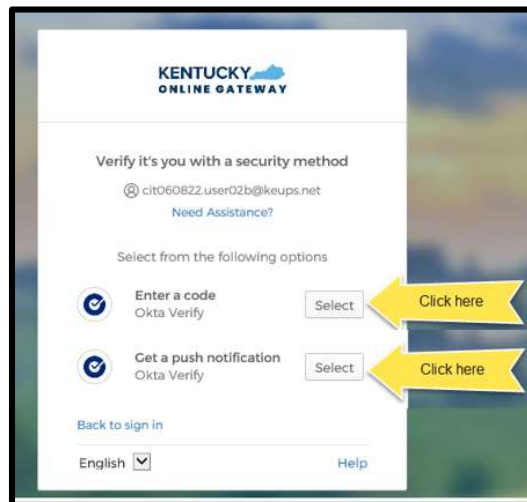 KENTUCKY
ONLINE GATEWAY
Verify it's you with a security method
cit060822.user02b@keups.net
Need Assistance?
Select from the following options
Enter a code
Okta Verify
Select
Click here
Get a push notification
Okta Verify
Select
Click here
Back to sign in
English
Help